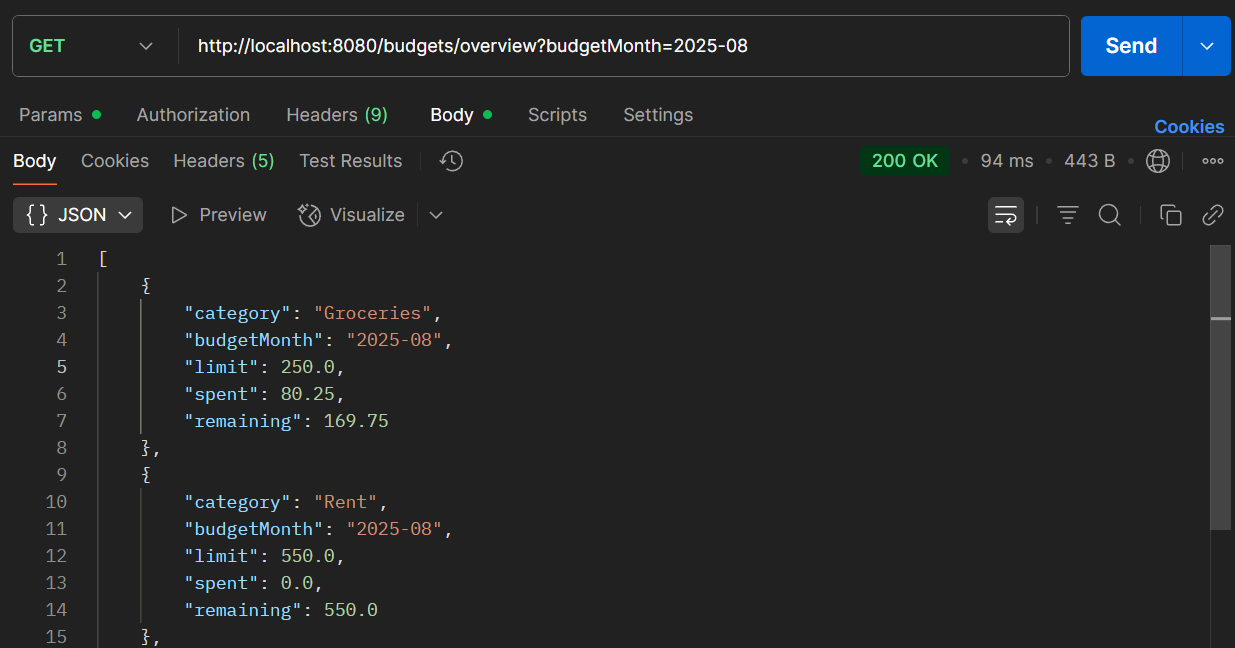 GET http://localhost:8080/budgets/overview?budgetMonth=2025-08 Send
Params Authorization Headers (9) Body Scripts Settings
Cookies
Body Cookies Headers (5) Test Results 200 OK 94 ms 443 B
{} JSON Preview Visualize
1 [
2 {
3 "category": "Groceries",
4 "budgetMonth": "2025-08",
5 "limit": 250.0,
6 "spent": 80.25,
7 "remaining": 169.75
8 },
9 {
10 "category": "Rent",
11 "budgetMonth": "2025-08",
12 "limit": 550.0,
13 "spent": 0.0,
14 "remaining": 550.0
15 },